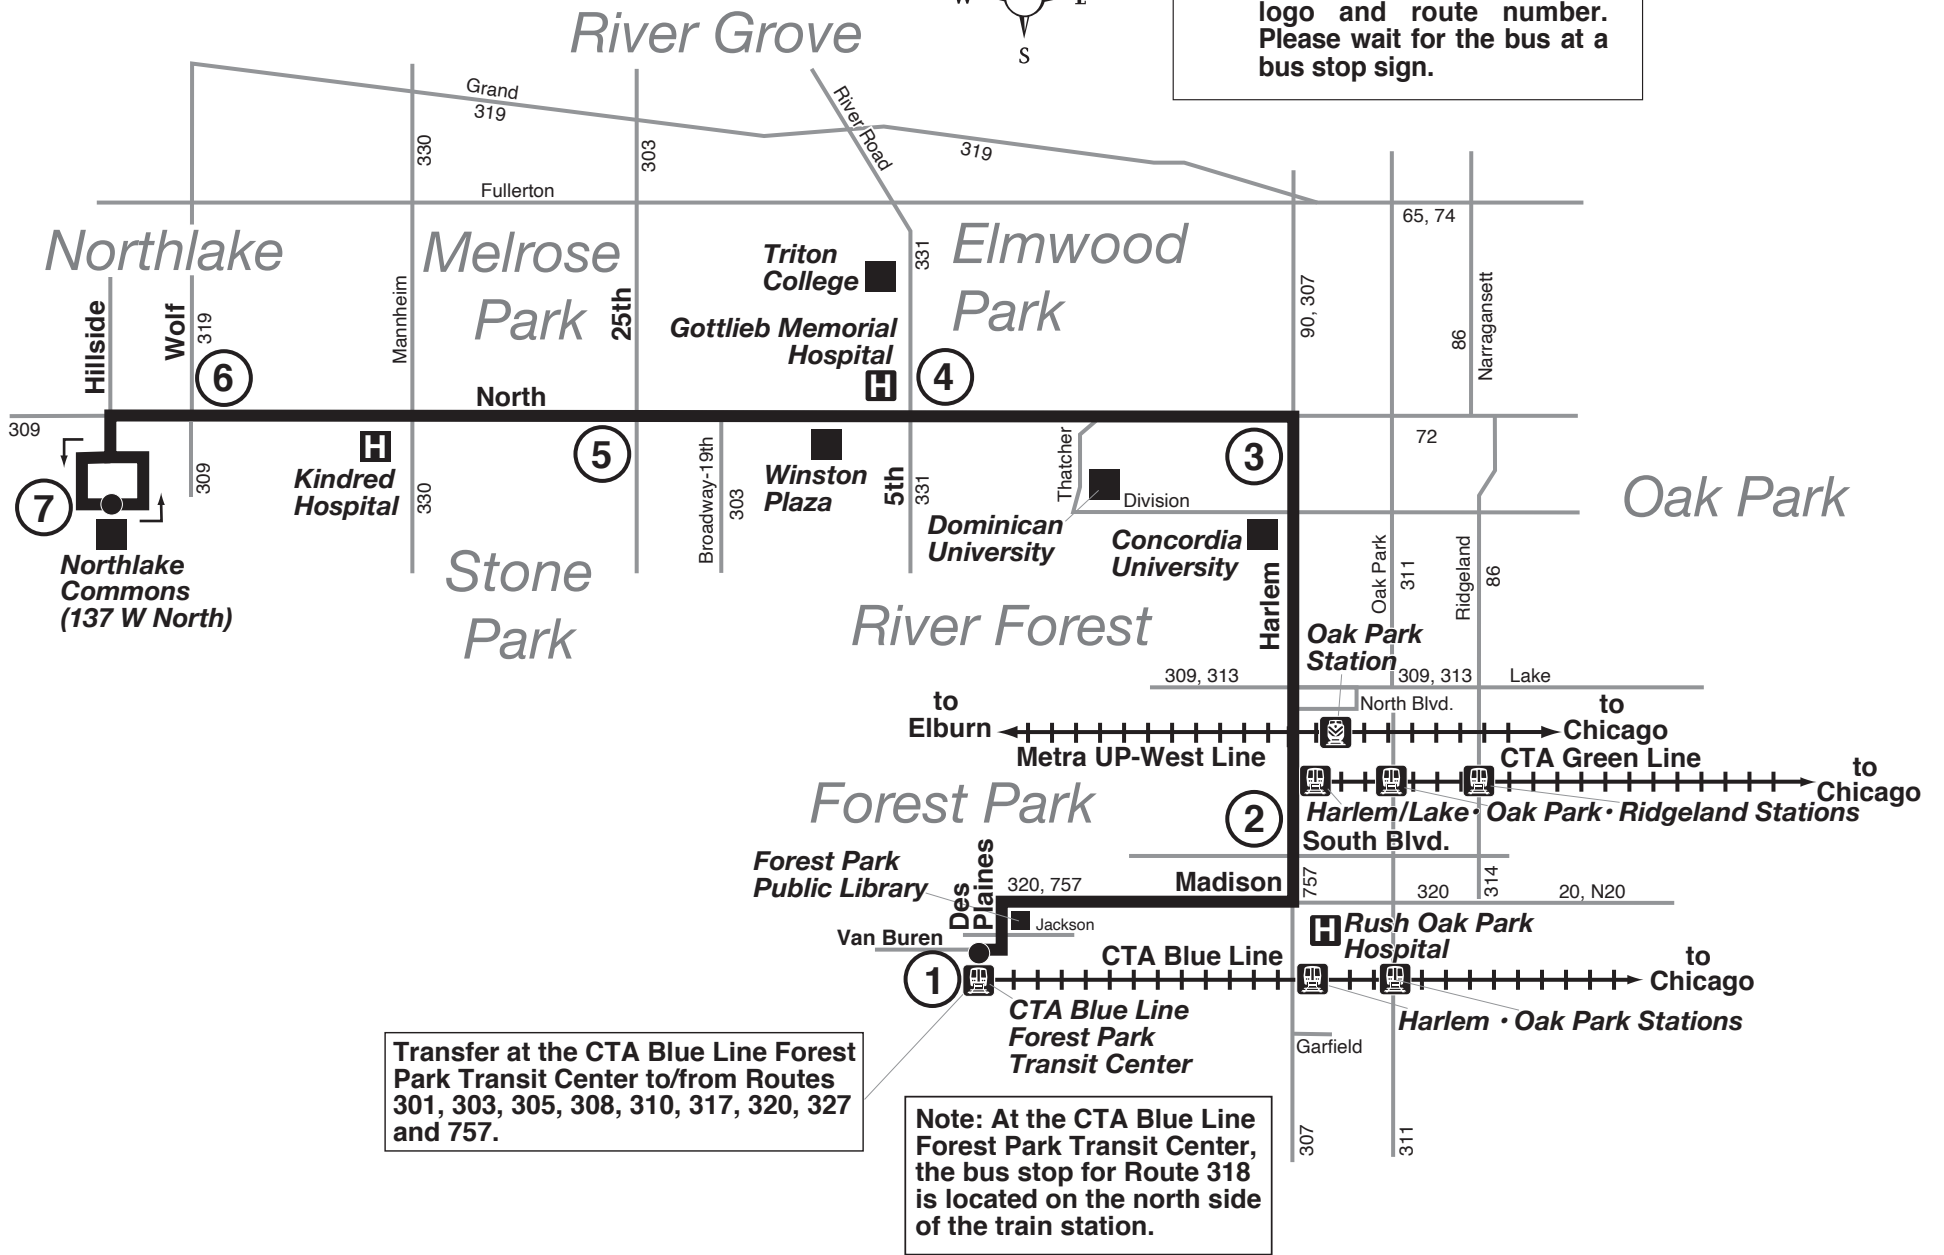 logo and route number.
Please wait for the bus at a
bus stop sign.
S
River Grove
Grand
319
River Road
319
330
303
Fullerton
65, 74
Northlake
Melrose
Park
Triton
College
331
Elmwood
Park
Hillside
Wolf
319
Mannheim
25th
Gottlieb Memorial
Hospital
H
90, 307
86
Narragansett
6
4
North
309
309
H
Kindred
Hospital
330
5
Broadway-19th
303
Winston
Plaza
5th
331
Thatcher
Division
Dominican
University
3
Concordia
University
72
Oak Park
7
Northlake
Commons
(137 W North)
Stone
Park
River Forest
Harlem
Oak Park
311
Ridgeland
86
Oak Park
Station
309, 313
309, 313
Lake
North Blvd.
to
Elburn
to
Chicago
Metra UP-West Line
CTA Green Line
to
Chicago
Forest Park
2
Harlem/Lake • Oak Park • Ridgeland Stations
South Blvd.
Forest Park
Public Library
Des
Plaines
320, 757
Madison
757
320
314
20, N20
Jackson
Van Buren
H
Rush Oak Park
Hospital
1
CTA Blue Line
to
Chicago
CTA Blue Line
Forest Park
Transit Center
Harlem • Oak Park Stations
Garfield
307
311
Transfer at the CTA Blue Line Forest
Park Transit Center to/from Routes
301, 303, 305, 308, 310, 317, 320, 327
and 757.
Note: At the CTA Blue Line
Forest Park Transit Center,
the bus stop for Route 318
is located on the north side
of the train station.